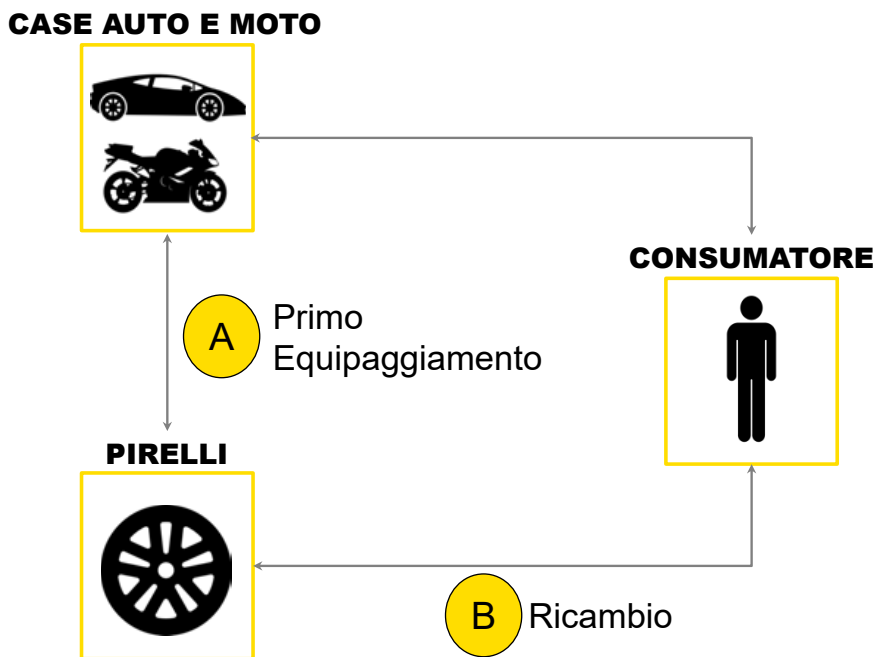 CASE AUTO E MOTO
CONSUMATORE
A
Primo
Equipaggiamento
PIRELLI
B
Ricambio